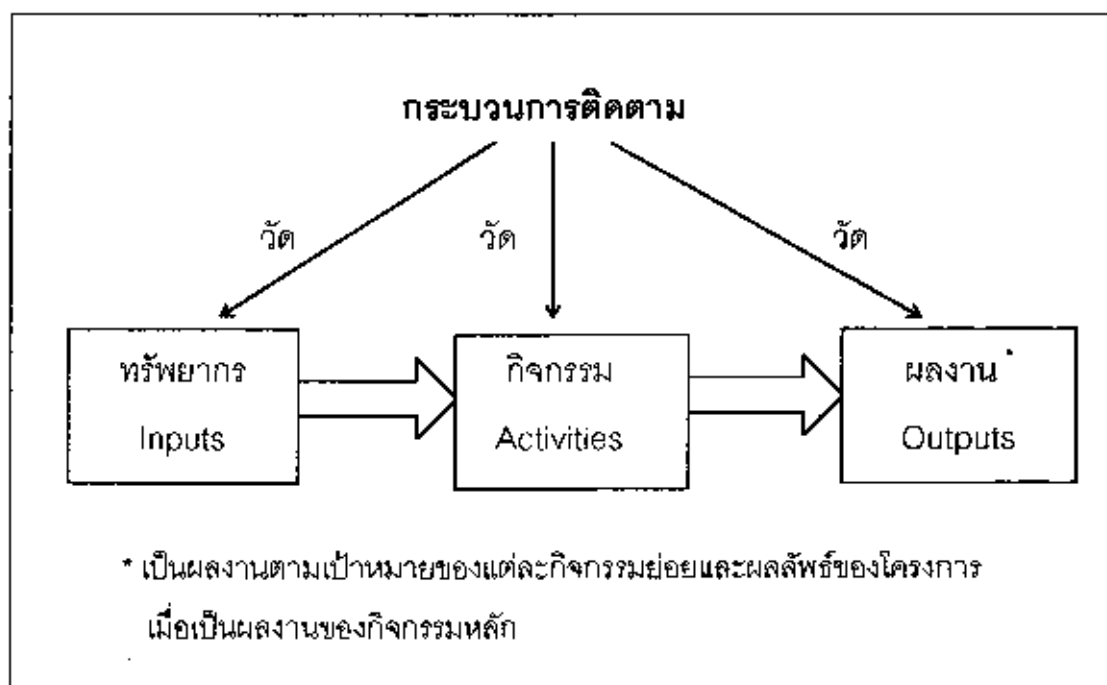 กระบวนการติดตาม
วัด วัด วัด
ทรัพยากร กิจกรรม ผลงาน *
Inputs Activities Outputs
* เป็นผลงานตามเป้าหมายของแต่ละกิจกรรมย่อยและผลลัพธ์ของโครงการ
เมื่อเป็นผลงานของกิจกรรมหลัก